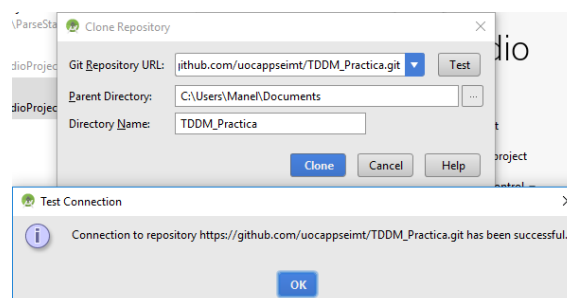 \ParseSta
Clone Repository
dio
dioProjec
Git Repository URL: github.com/uocappseimt/TDDM_Practica.git Test
Parent Directory: C:\Users\Manel\Documents ...
dioProjec
Directory Name: TDDM_Practica
t
Clone Cancel Help
project
Test Connection
Connection to repository https://github.com/uocappseimt/TDDM_Practica.git has been successful.
OK